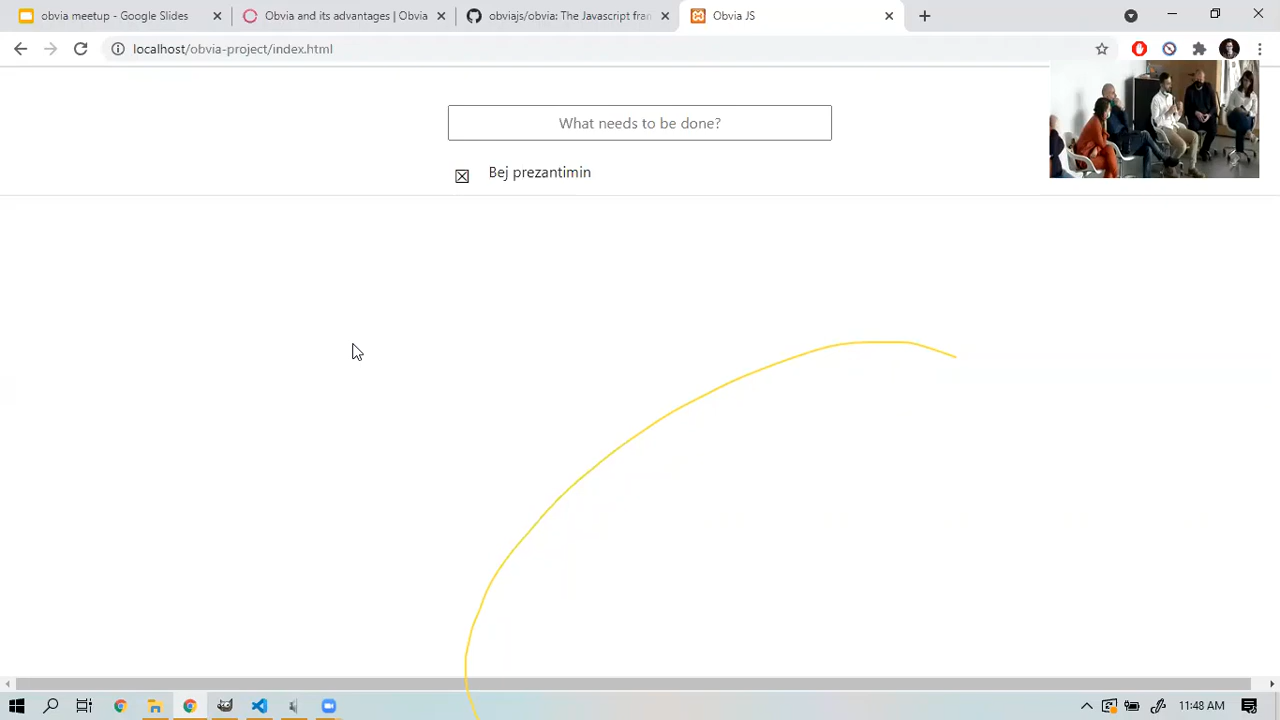 obvia meetup - Google Slides
Obvia and its advantages | Obvia
obviajs/obvia: The Javascript fram
Obvia JS
localhost/obvia-project/index.html
What needs to be done?
Bej prezantimin
11:48 AM